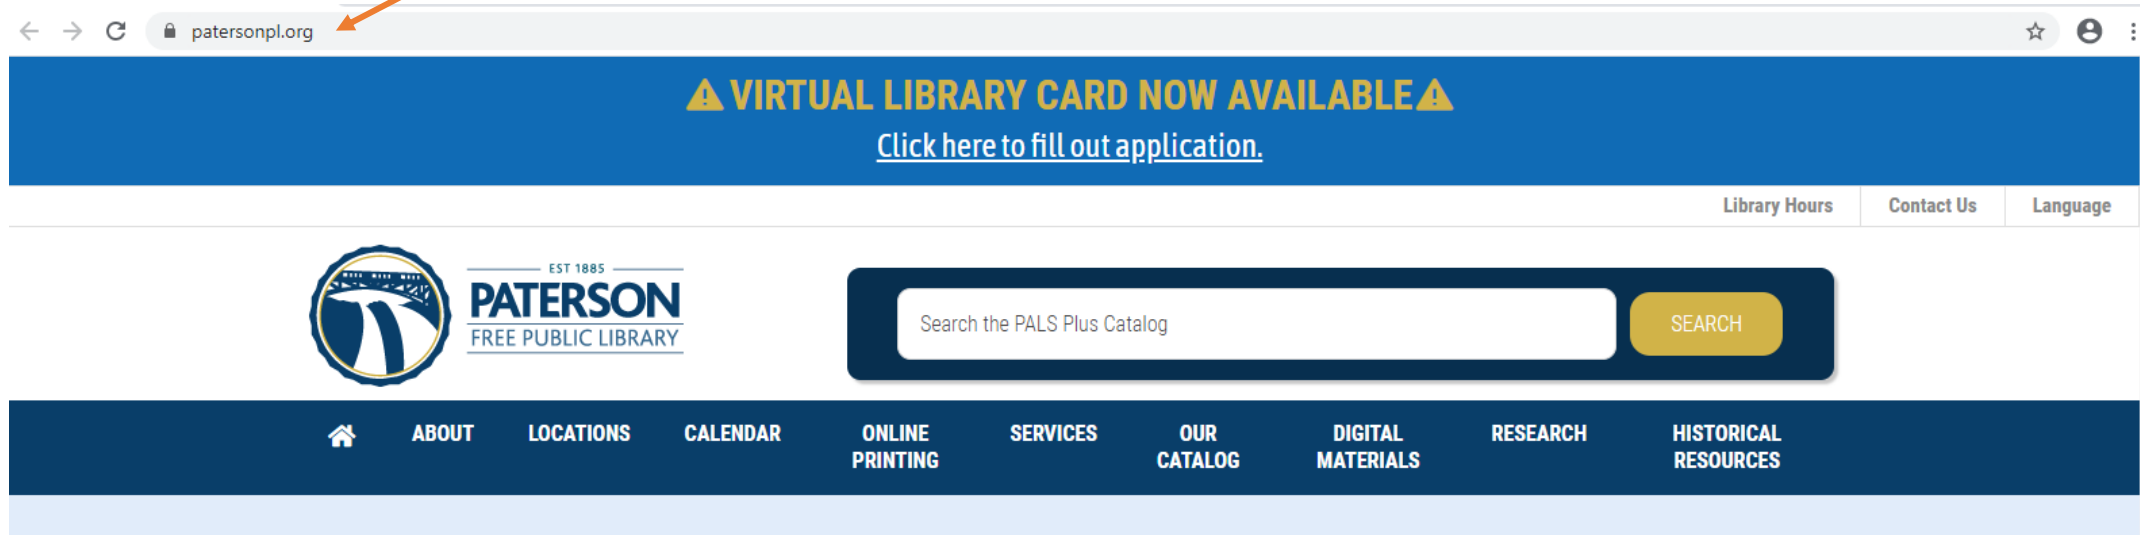 patersonpl.org
VIRTUAL LIBRARY CARD NOW AVAILABLE
Click here to fill out application.
Library Hours
Contact Us
Language
EST 1885
PATERSON
FREE PUBLIC LIBRARY
Search the PALS Plus Catalog
SEARCH
ABOUT
LOCATIONS
CALENDAR
ONLINE
PRINTING
SERVICES
OUR
CATALOG
DIGITAL
MATERIALS
RESEARCH
HISTORICAL
RESOURCES